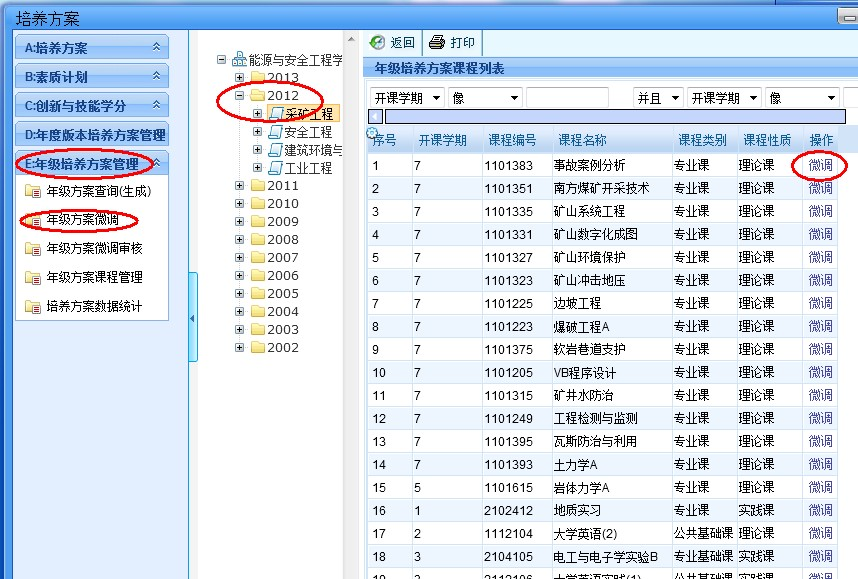 培养方案
A:培养方案
B:素质计划
C:创新与技能学分
D:年度版本培养方案管理
E:年级培养方案管理
年级方案查询(生成)
年级方案微调
年级方案微调审核
年级方案课程管理
培养方案数据统计
能源与安全工程学
2013
2012
采矿工程
安全工程
建筑环境与
工业工程
2011
2010
2009
2008
2007
2006
2005
2004
2003
2002
返回 打印
年级培养方案课程列表
开课学期 像 并且 开课学期 像
序号 开课学期 课程编号 课程名称 课程类别 课程性质 操作
1 7 1101383 事故案例分析 专业课 理论课 微调
2 7 1101351 南方煤矿开采技术 专业课 理论课 微调
3 7 1101335 矿山系统工程 专业课 理论课 微调
4 7 1101331 矿山数字化成图 专业课 理论课 微调
5 7 1101327 矿山环境保护 专业课 理论课 微调
6 7 1101323 矿山冲击地压 专业课 理论课 微调
7 7 1101225 边坡工程 专业课 理论课 微调
8 7 1101223 爆破工程A 专业课 理论课 微调
9 7 1101375 软岩巷道支护 专业课 理论课 微调
10 7 1101205 VB程序设计 专业课 理论课 微调
11 7 1101315 矿井水防治 专业课 理论课 微调
12 7 1101249 工程检测与监测 专业课 理论课 微调
13 7 1101395 瓦斯防治与利用 专业课 理论课 微调
14 7 1101393 土力学A 专业课 理论课 微调
15 5 1101615 岩体力学A 专业课 理论课 微调
16 1 2102412 地质实习 专业课 实践课 微调
17 2 1112104 大学英语(2) 公共基础课 理论课 微调
18 3 2104105 电工与电子学实验B 专业基础课 实践课 微调
19 3 2112106 大学英语实践(1) 公共基础课 实践课 微调